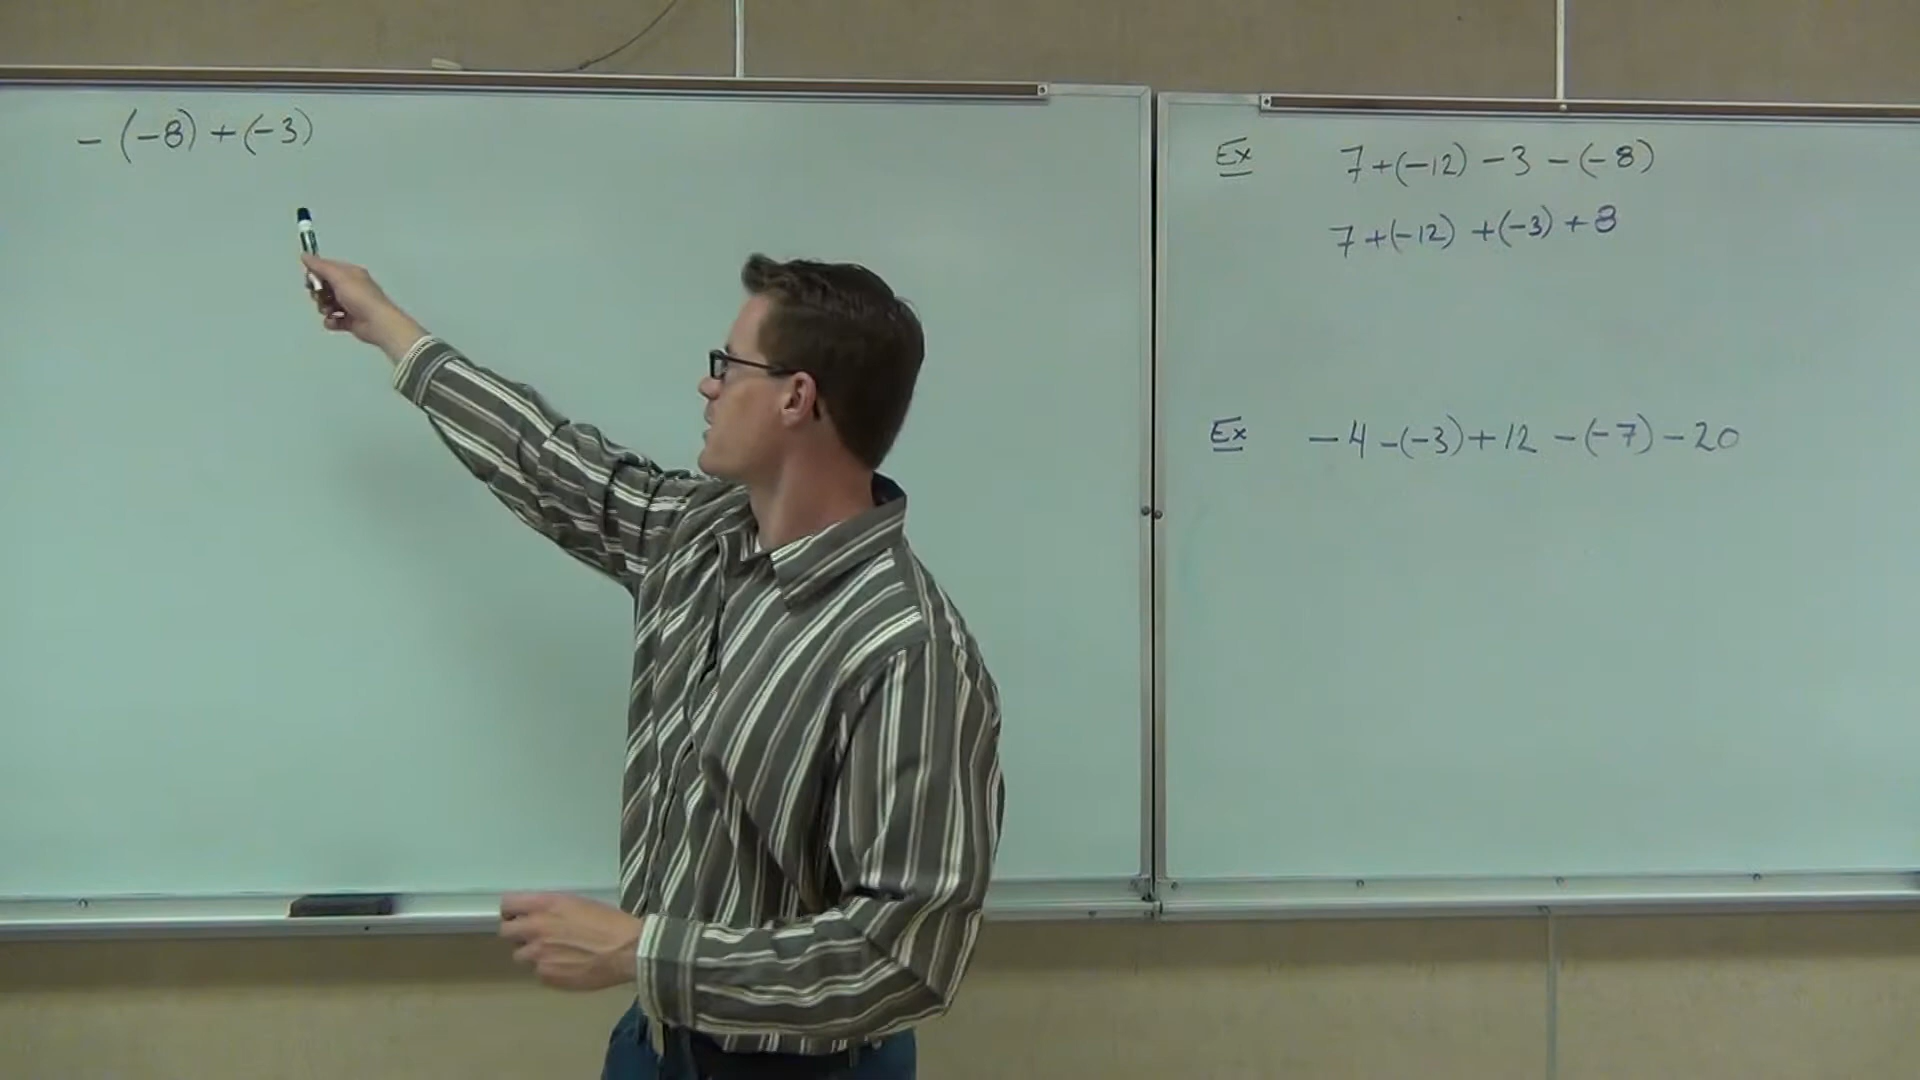 - (-8) + (-3)
Ex 7 + (-12) - 3 - (-8)
7 + (-12) + (-3) + 8
Ex - 4 - (-3) + 12 - (-7) - 20